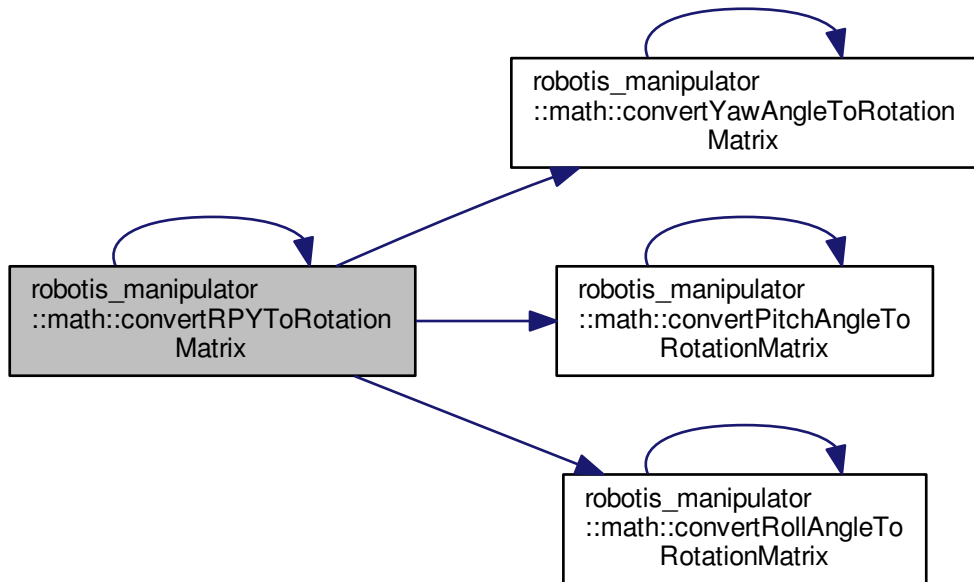 robotis_manipulator
::math::convertYawAngleToRotation
Matrix
robotis_manipulator
::math::convertRPYToRotation
Matrix
robotis_manipulator
::math::convertPitchAngleTo
RotationMatrix
robotis_manipulator
::math::convertRollAngleTo
RotationMatrix